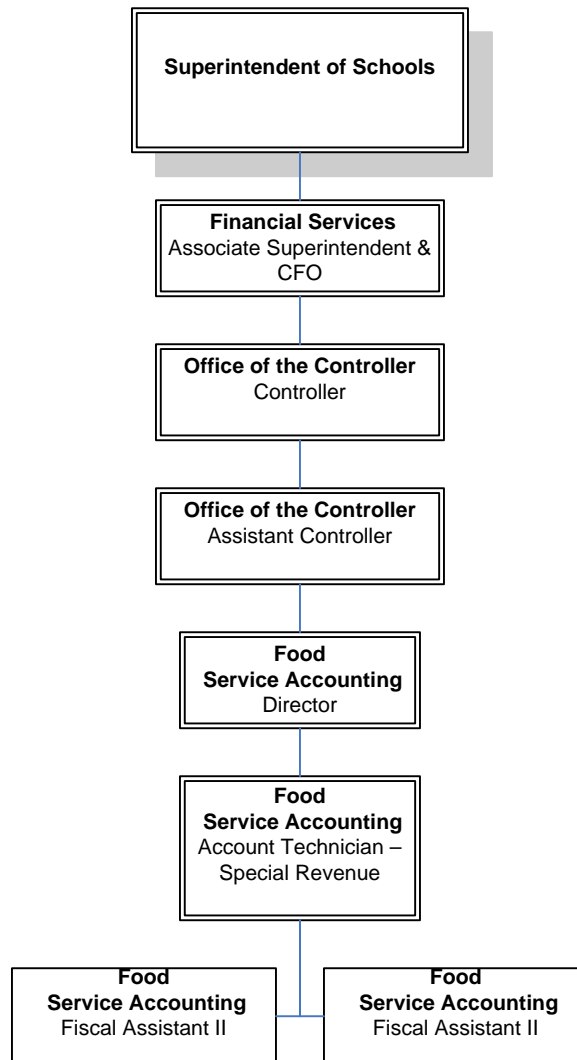 Superintendent of Schools
Financial Services
Associate Superintendent &
CFO
Office of the Controller
Controller
Office of the Controller
Assistant Controller
Food
Service Accounting
Director
Food
Service Accounting
Account Technician –
Special Revenue
Food
Service Accounting
Fiscal Assistant II
Food
Service Accounting
Fiscal Assistant II